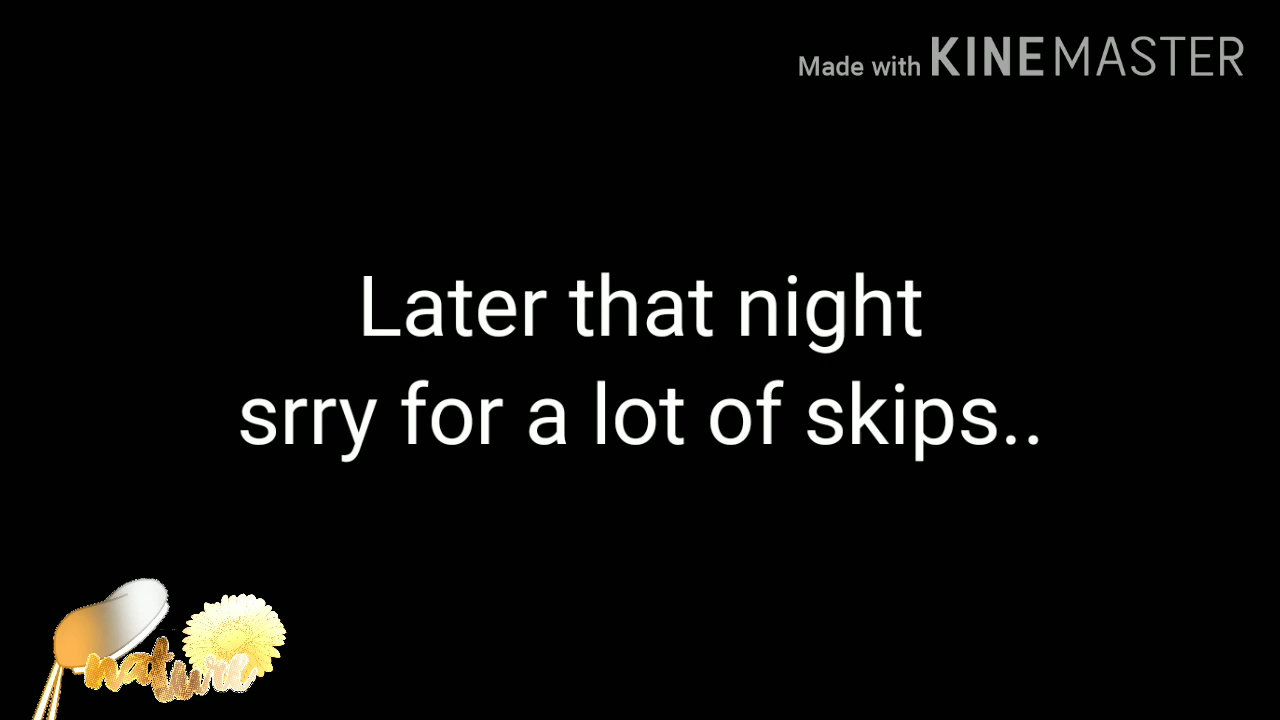 Made with KINEMASTER
Later that night
srry for a lot of skips..
nature